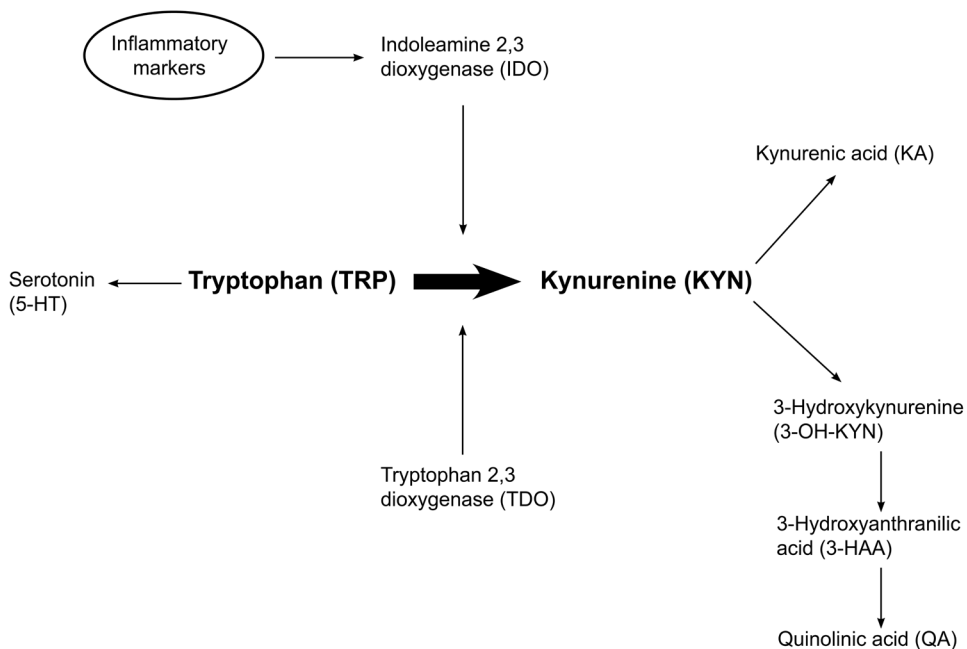 Inflammatory
markers
Indoleamine 2,3
dioxygenase (IDO)
Kynurenic acid (KA)
Serotonin
(5-HT)
Tryptophan (TRP)
Kynurenine (KYN)
3-Hydroxykynurenine
(3-OH-KYN)
Tryptophan 2,3
dioxygenase (TDO)
3-Hydroxyanthranilic
acid (3-HAA)
Quinolinic acid (QA)